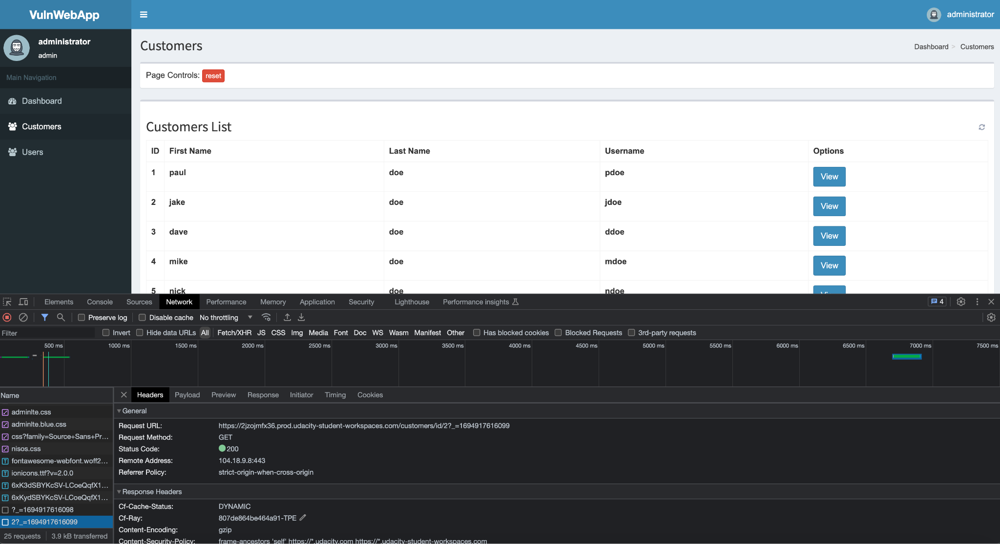 VulnWebApp
administrator
administrator
admin
Main Navigation
Dashboard
Customers
Users
Customers
Dashboard > Customers
Page Controls: reset
Customers List
ID First Name Last Name Username Options
1 paul doe pdoe View
2 jake doe jdoe View
3 dave doe ddoe View
4 mike doe mdoe View
5 nick doe ndoe View
Elements Console Sources Network Performance Memory Application Security Lighthouse Performance insights 4
Preserve log Disable cache No throttling
Filter Invert Hide data URLs All Fetch/XHR JS CSS Img Media Font Doc WS Wasm Manifest Other Has blocked cookies Blocked Requests 3rd-party requests
500 ms 1000 ms 1500 ms 2000 ms 2500 ms 3000 ms 3500 ms 4000 ms 4500 ms 5000 ms 5500 ms 6000 ms 6500 ms 7000 ms 7500 ms
Name
adminlte.css
adminlte.blue.css
css?family=Source+Sans+Pr...
nisos.css
fontawesome-webfont.woff2...
ionicons.ttf?v=2.0.0
6xK3dSBYKcSV-LCoeQqfX1...
6xKydSBYKcSV-LCoeQqfX1...
?_=1694917616098
2?_=1694917616099
25 requests 3.9 kB transferred
Headers Payload Preview Response Initiator Timing Cookies
General
Request URL: https://2jzojmfx36.prod.udacity-student-workspaces.com/customers/id/2?_=1694917616099
Request Method: GET
Status Code: 200
Remote Address: 104.18.9.8:443
Referrer Policy: strict-origin-when-cross-origin
Response Headers
Cf-Cache-Status: DYNAMIC
Cf-Ray: 807de864be464a91-TPE
Content-Encoding: gzip
Content-Security-Policy: frame-ancestors 'self' https://*.udacity.com https://*.udacity-student-workspaces.com